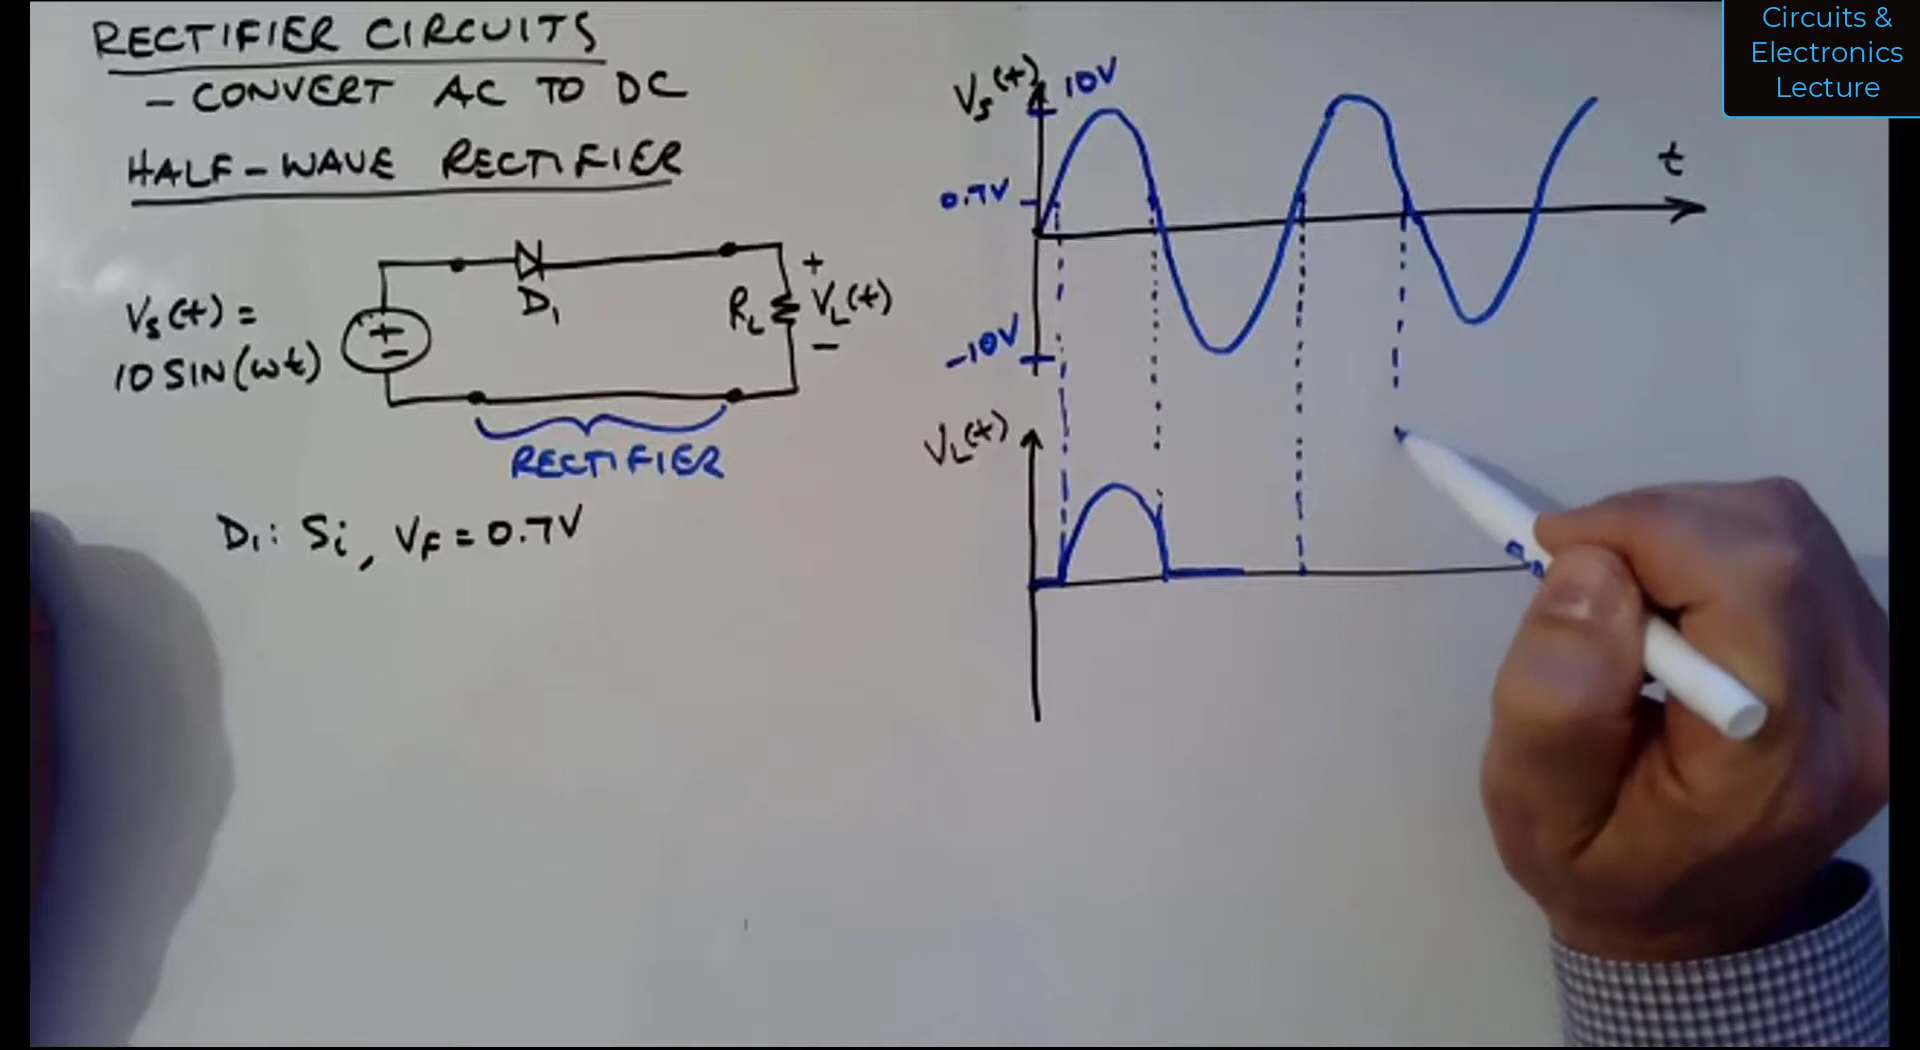 RECTIFIER CIRCUITS
- CONVERT AC TO DC
HALF-WAVE RECTIFIER
Vs(t) =
10 SIN(ωt)
+
-
D1
RL
+
VL(t)
-
RECTIFIER
D1: Si, VF = 0.7V
Vs(t)
10V
0.7V
-10V
t
VL(t)
Circuits &
Electronics
Lecture